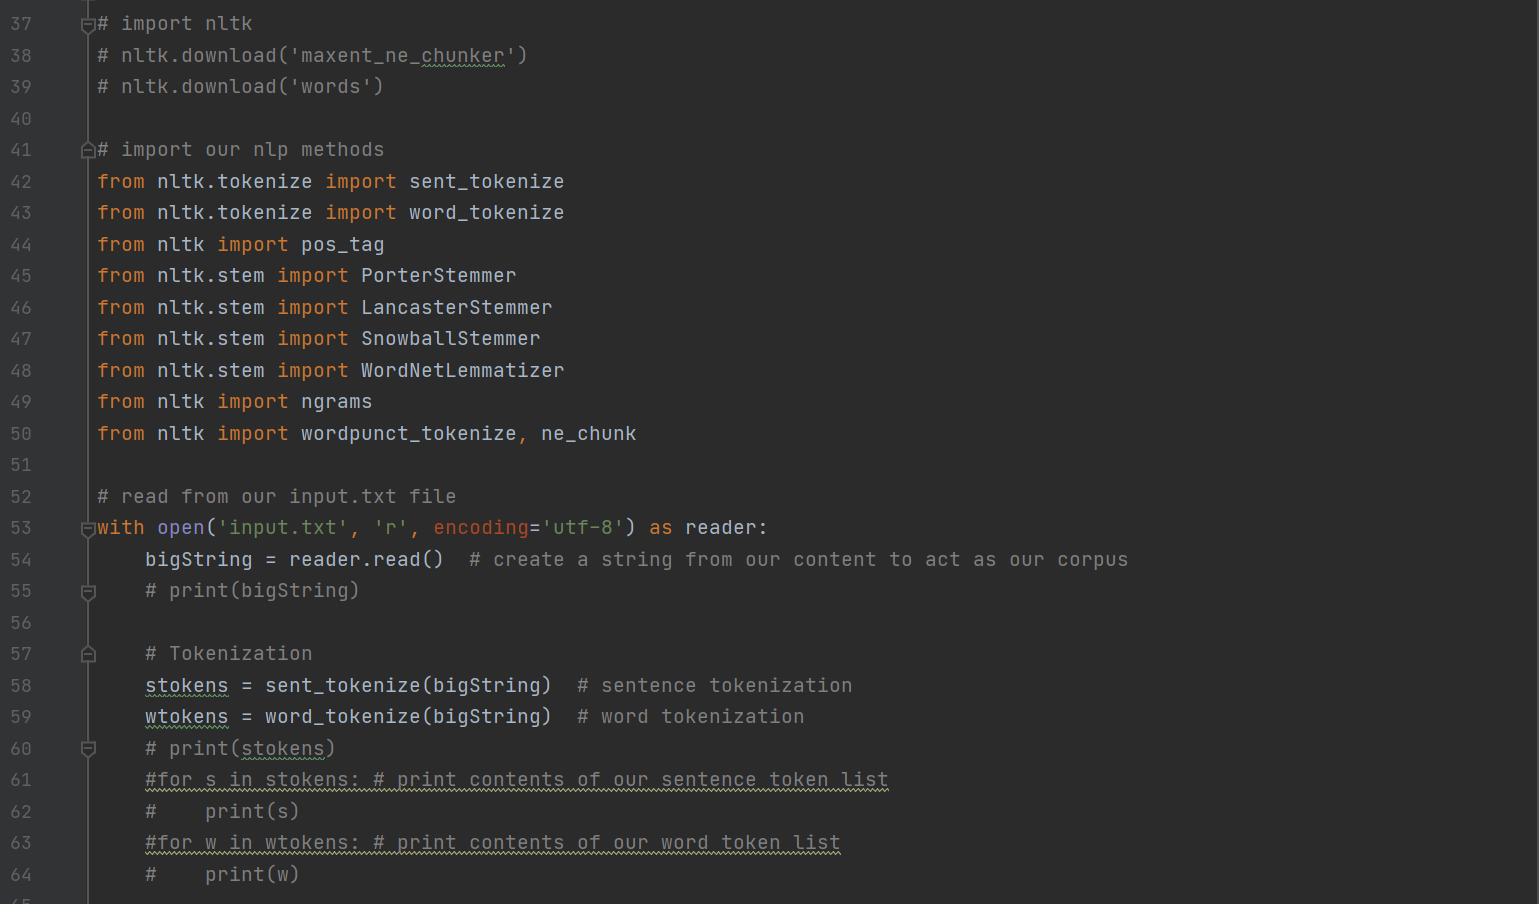 37 # import nltk
38 # nltk.download('maxent_ne_chunker')
39 # nltk.download('words')
40
41 # import our nlp methods
42 from nltk.tokenize import sent_tokenize
43 from nltk.tokenize import word_tokenize
44 from nltk import pos_tag
45 from nltk.stem import PorterStemmer
46 from nltk.stem import LancasterStemmer
47 from nltk.stem import SnowballStemmer
48 from nltk.stem import WordNetLemmatizer
49 from nltk import ngrams
50 from nltk import wordpunct_tokenize, ne_chunk
51
52 # read from our input.txt file
53 with open('input.txt', 'r', encoding='utf-8') as reader:
54     bigString = reader.read()  # create a string from our content to act as our corpus
55     # print(bigString)
56
57     # Tokenization
58     stokens = sent_tokenize(bigString)  # sentence tokenization
59     wtokens = word_tokenize(bigString)  # word tokenization
60     # print(stokens)
61     #for s in stokens: # print contents of our sentence token list
62     #    print(s)
63     #for w in wtokens: # print contents of our word token list
64     #    print(w)